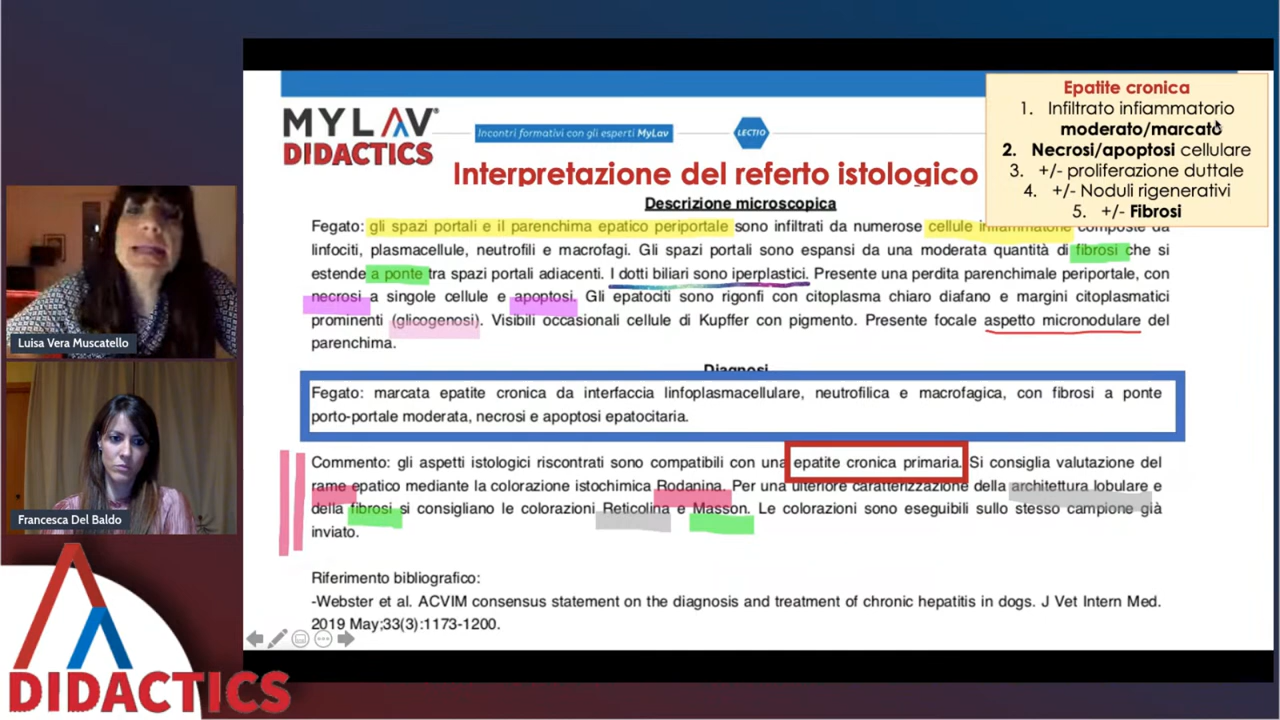 MYLAV®
DIDACTICS
Incontri formativi con gli esperti MyLav
LECTIO
Epatite cronica
1. Infiltrato infiammatorio
moderato/marcato
2. Necrosi/apoptosi cellulare
3. +/- proliferazione duttale
4. +/- Noduli rigenerativi
5. +/- Fibrosi
Interpretazione del referto istologico
Descrizione microscopica
Fegato: gli spazi portali e il parenchima epatico periportale sono infiltrati da numerose cellule infiammatorie composte da
linfociti, plasmacellule, neutrofili e macrofagi. Gli spazi portali sono espansi da una moderata quantità di fibrosi che si
estende a ponte tra spazi portali adiacenti. I dotti biliari sono iperplastici. Presente una perdita parenchimale periportale, con
necrosi a singole cellule e apoptosi. Gli epatociti sono rigonfi con citoplasma chiaro diafano e margini citoplasmatici
prominenti (glicogenosi). Visibili occasionali cellule di Kupffer con pigmento. Presente focale aspetto micronodulare del
parenchima.
Diagnosi
Fegato: marcata epatite cronica da interfaccia linfoplasmacellulare, neutrofilica e macrofagica, con fibrosi a ponte
porto-portale moderata, necrosi e apoptosi epatocitaria.
Commento: gli aspetti istologici riscontrati sono compatibili con una epatite cronica primaria. Si consiglia valutazione del
rame epatico mediante la colorazione istochimica Rodanina. Per una ulteriore caratterizzazione della architettura lobulare e
della fibrosi si consigliano le colorazioni Reticolina e Masson. Le colorazioni sono eseguibili sullo stesso campione già
inviato.
Riferimento bibliografico:
-Webster et al. ACVIM consensus statement on the diagnosis and treatment of chronic hepatitis in dogs. J Vet Intern Med.
2019 May;33(3):1173-1200.
Luisa Vera Muscatello
Francesca Del Baldo
DIDACTICS